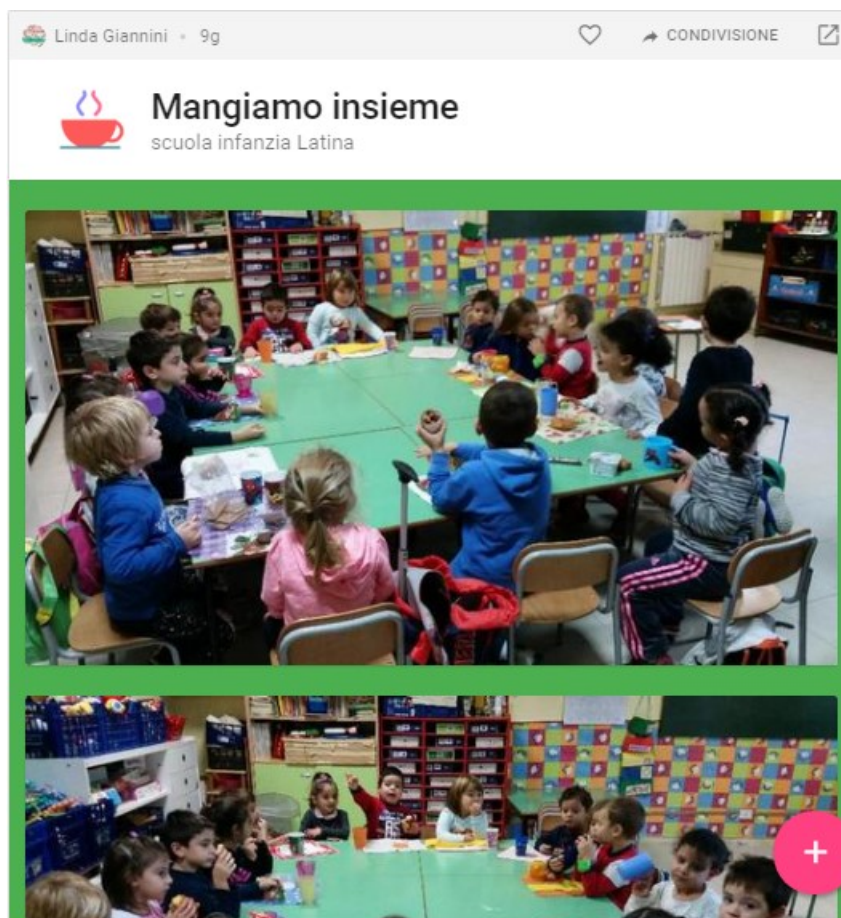 Linda Giannini • 9g
CONDIVISIONE
Mangiamo insieme
scuola infanzia Latina